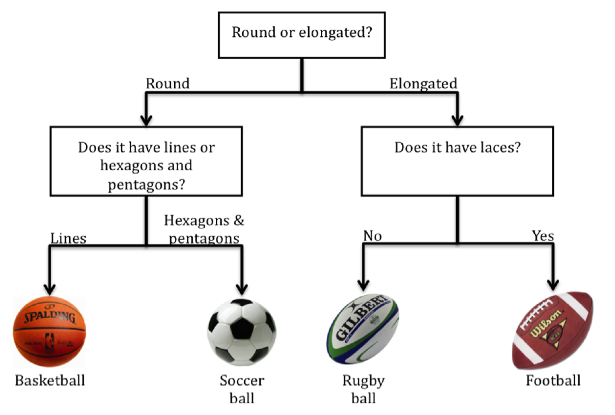 Round or elongated?
Round
Elongated
Does it have lines or
hexagons and
pentagons?
Does it have laces?
Lines
Hexagons &
pentagons
No
Yes
SPALDING
GILBERT
Wilson
Basketball
Soccer
ball
Rugby
ball
Football